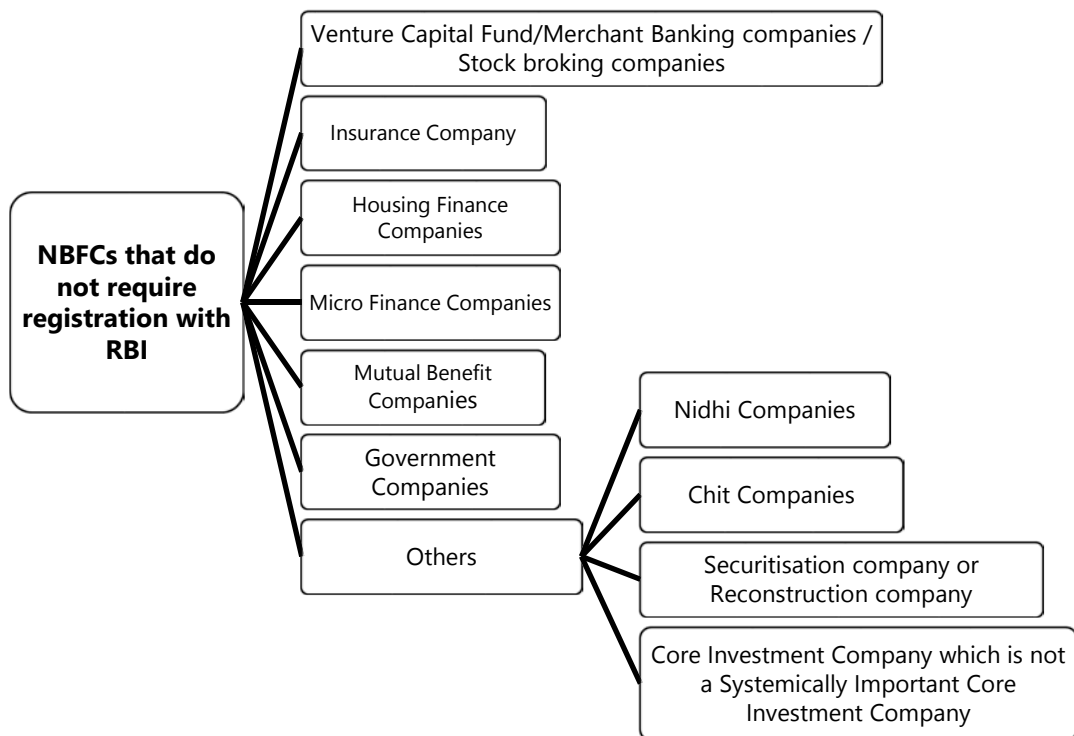 NBFCs that do
not require
registration with
RBI
Venture Capital Fund/Merchant Banking companies /
Stock broking companies
Insurance Company
Housing Finance
Companies
Micro Finance Companies
Mutual Benefit
Companies
Government
Companies
Others
Nidhi Companies
Chit Companies
Securitisation company or
Reconstruction company
Core Investment Company which is not
a Systemically Important Core
Investment Company